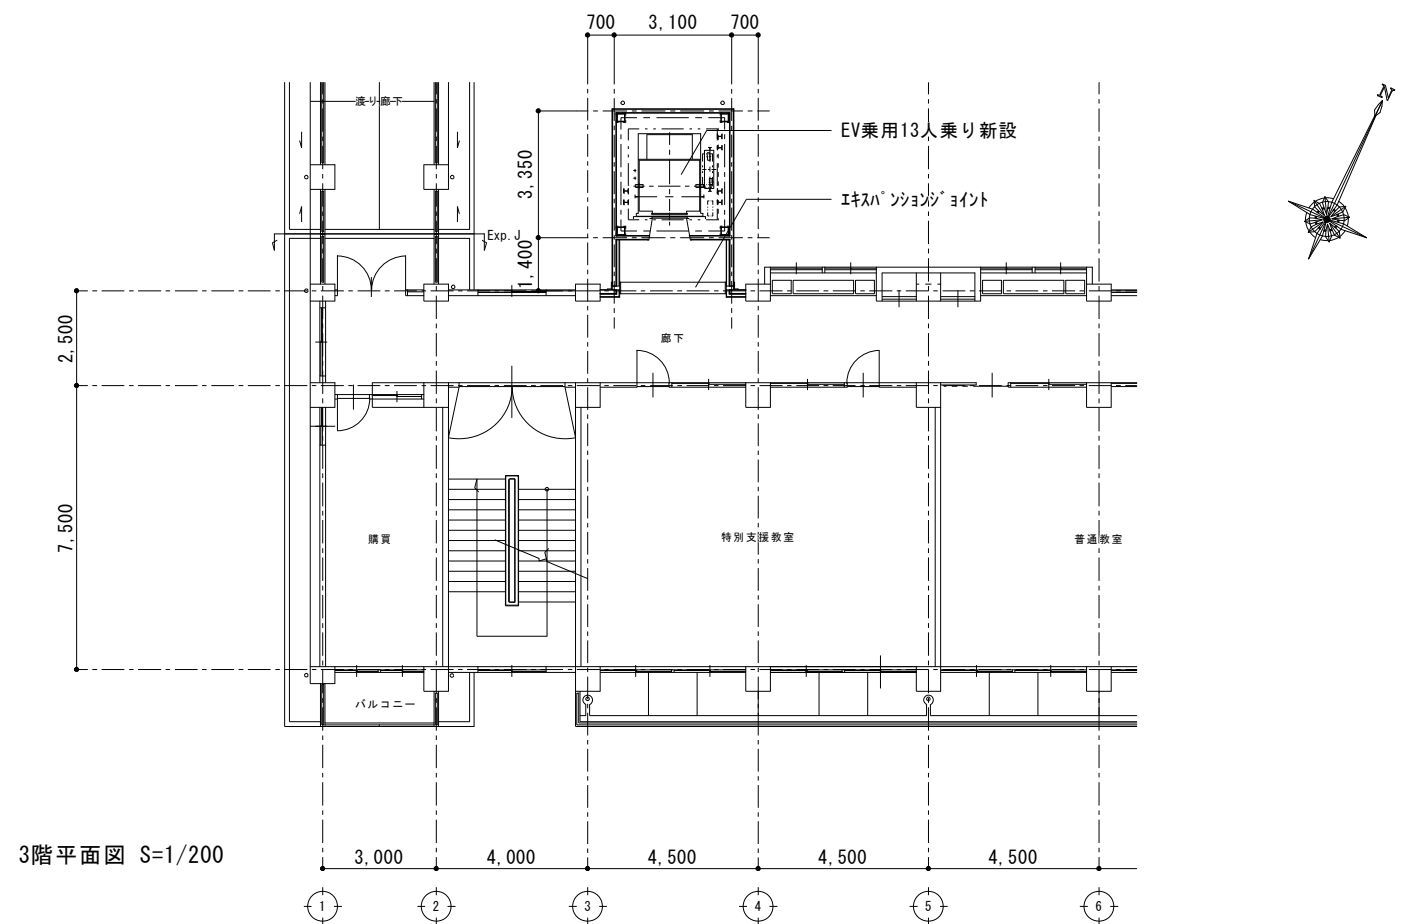 700 3,100 700
N
渡り廊下
EV乗用13人乗り新設
3,350
エキスパンションジョイント
Exp.J
1,400
2,500
廊下
7,500
購買
特別支援教室
普通教室
バルコニー
3階平面図 S=1/200
3,000 4,000 4,500 4,500 4,500
1 2 3 4 5 6